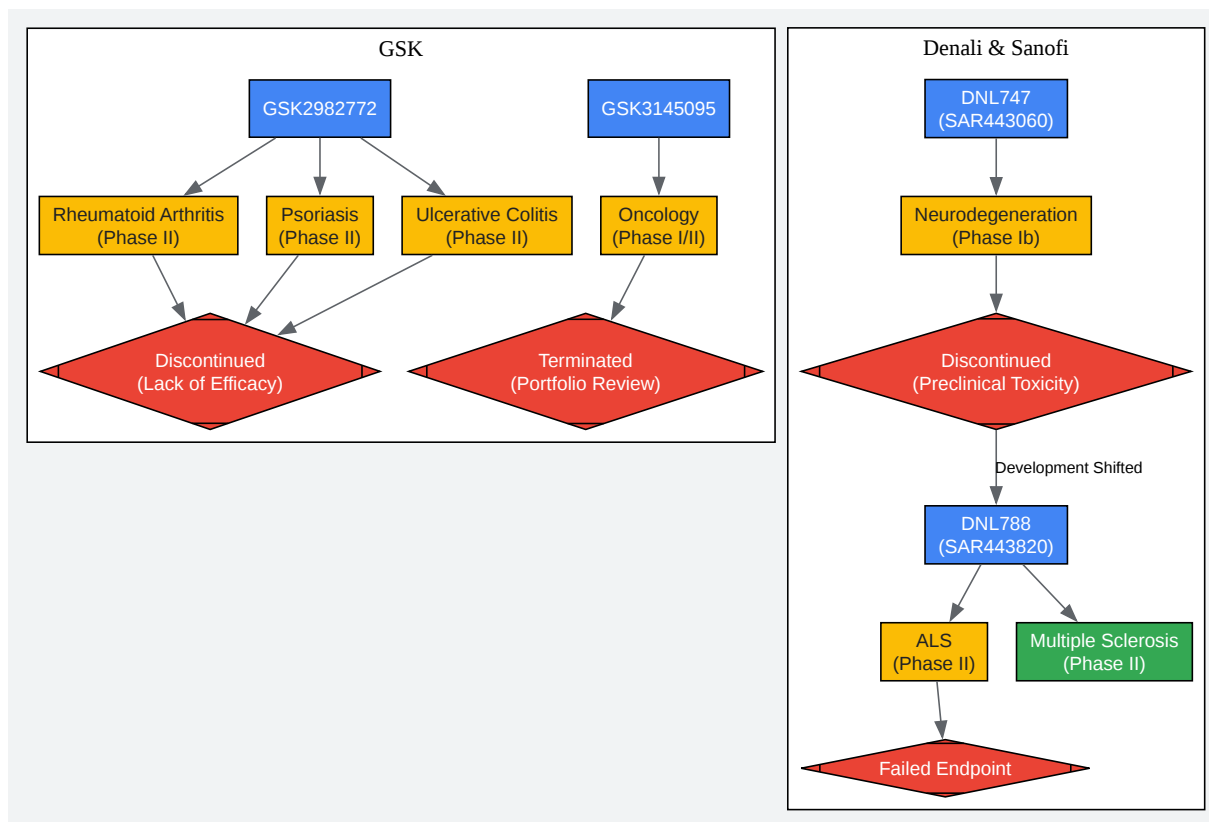 GSK
GSK2982772
GSK3145095
Rheumatoid Arthritis
(Phase II)
Psoriasis
(Phase II)
Ulcerative Colitis
(Phase II)
Oncology
(Phase I/II)
Discontinued
(Lack of Efficacy)
Terminated
(Portfolio Review)
Denali & Sanofi
DNL747
(SAR443060)
Neurodegeneration
(Phase Ib)
Discontinued
(Preclinical Toxicity)
Development Shifted
DNL788
(SAR443820)
ALS
(Phase II)
Multiple Sclerosis
(Phase II)
Failed Endpoint